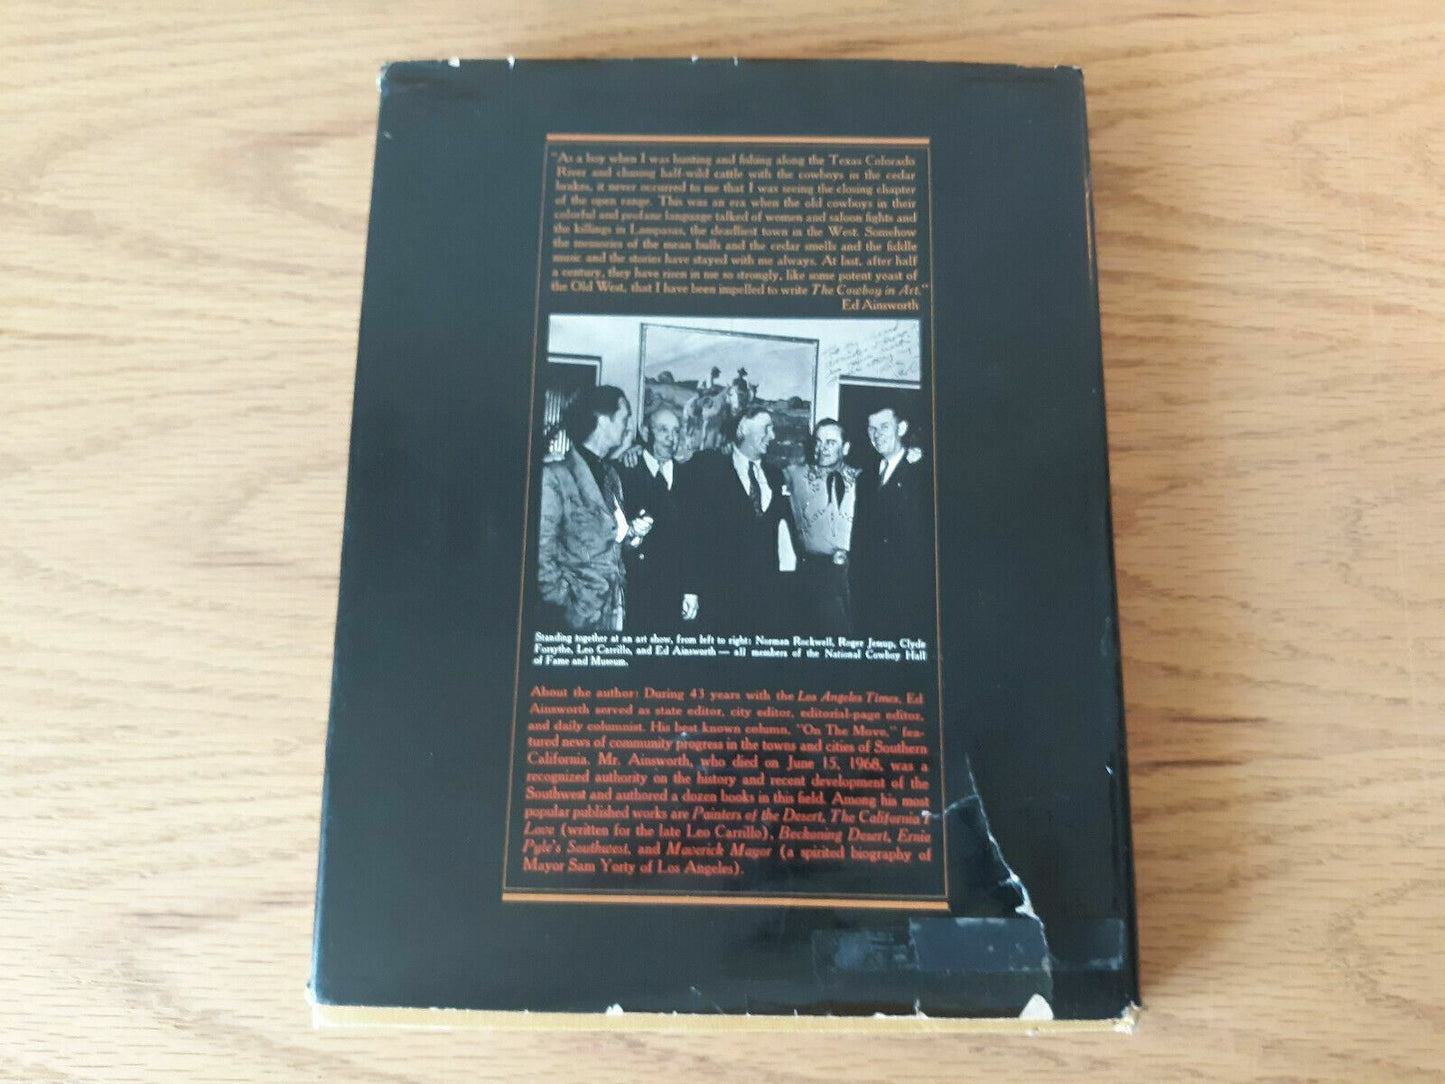 "As a boy when I was hunting and fishing along the Texas Colorado
River and chasing half-wild cattle with the cowboys in the cedar
brakes, it never occurred to me that I was seeing the closing chapter
of the open range. This was an era when the old cowboys in their
colorful and profane language talked of women and saloon fights and
the killings in Lampasas, the deadliest town in the West. Somehow
the memories of the mean bulls and the cedar smells and the fiddle
music and the stories have stayed with me always. At last, after half
a century, they have risen in me so strongly, like some potent yeast of
the Old West, that I have been impelled to write The Cowboy in Art."
Ed Ainsworth
Standing together at an art show, from left to right: Norman Rockwell, Roger Jessup, Clyde
Forsythe, Leo Carrillo, and Ed Ainsworth — all members of the National Cowboy Hall
of Fame and Museum.
About the author: During 43 years with the Los Angeles Times, Ed
Ainsworth served as state editor, city editor, editorial-page editor,
and daily columnist. His best known column, "On The Move," fea-
tured news of community progress in the towns and cities of Southern
California. Mr. Ainsworth, who died on June 15, 1968, was a
recognized authority on the history and recent development of the
Southwest and authored a dozen books in this field. Among his most
popular published works are Painters of the Desert, The California I
Love (written for the late Leo Carrillo), Beckoning Desert, Ernie
Pyle's Southwest, and Maverick Mayor (a spirited biography of
Mayor Sam Yorty of Los Angeles).